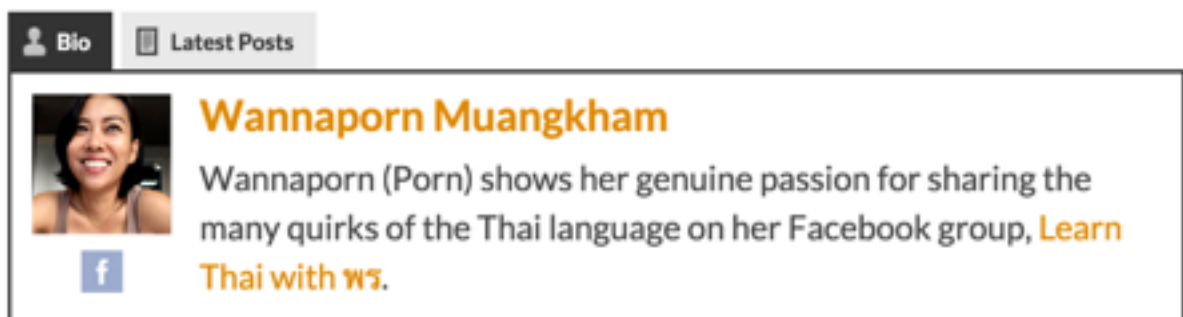 Bio
Latest Posts
Wannaporn Muangkham
Wannaporn (Porn) shows her genuine passion for sharing the
many quirks of the Thai language on her Facebook group, Learn
Thai with พร.
f